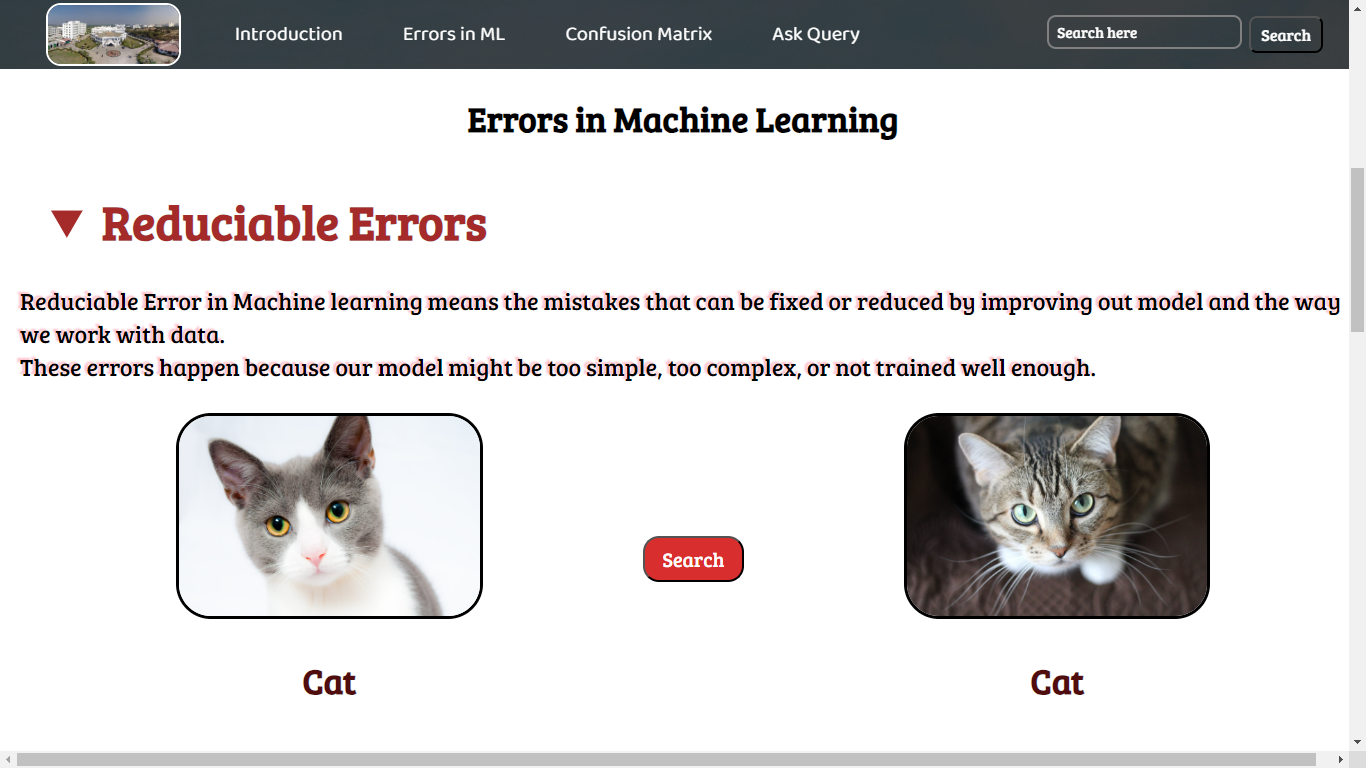 Introduction
Errors in ML
Confusion Matrix
Ask Query
Search here
Search
Errors in Machine Learning
Reduciable Errors
Reduciable Error in Machine learning means the mistakes that can be fixed or reduced by improving out model and the way
we work with data.
These errors happen because our model might be too simple, too complex, or not trained well enough.
Search
Cat
Cat